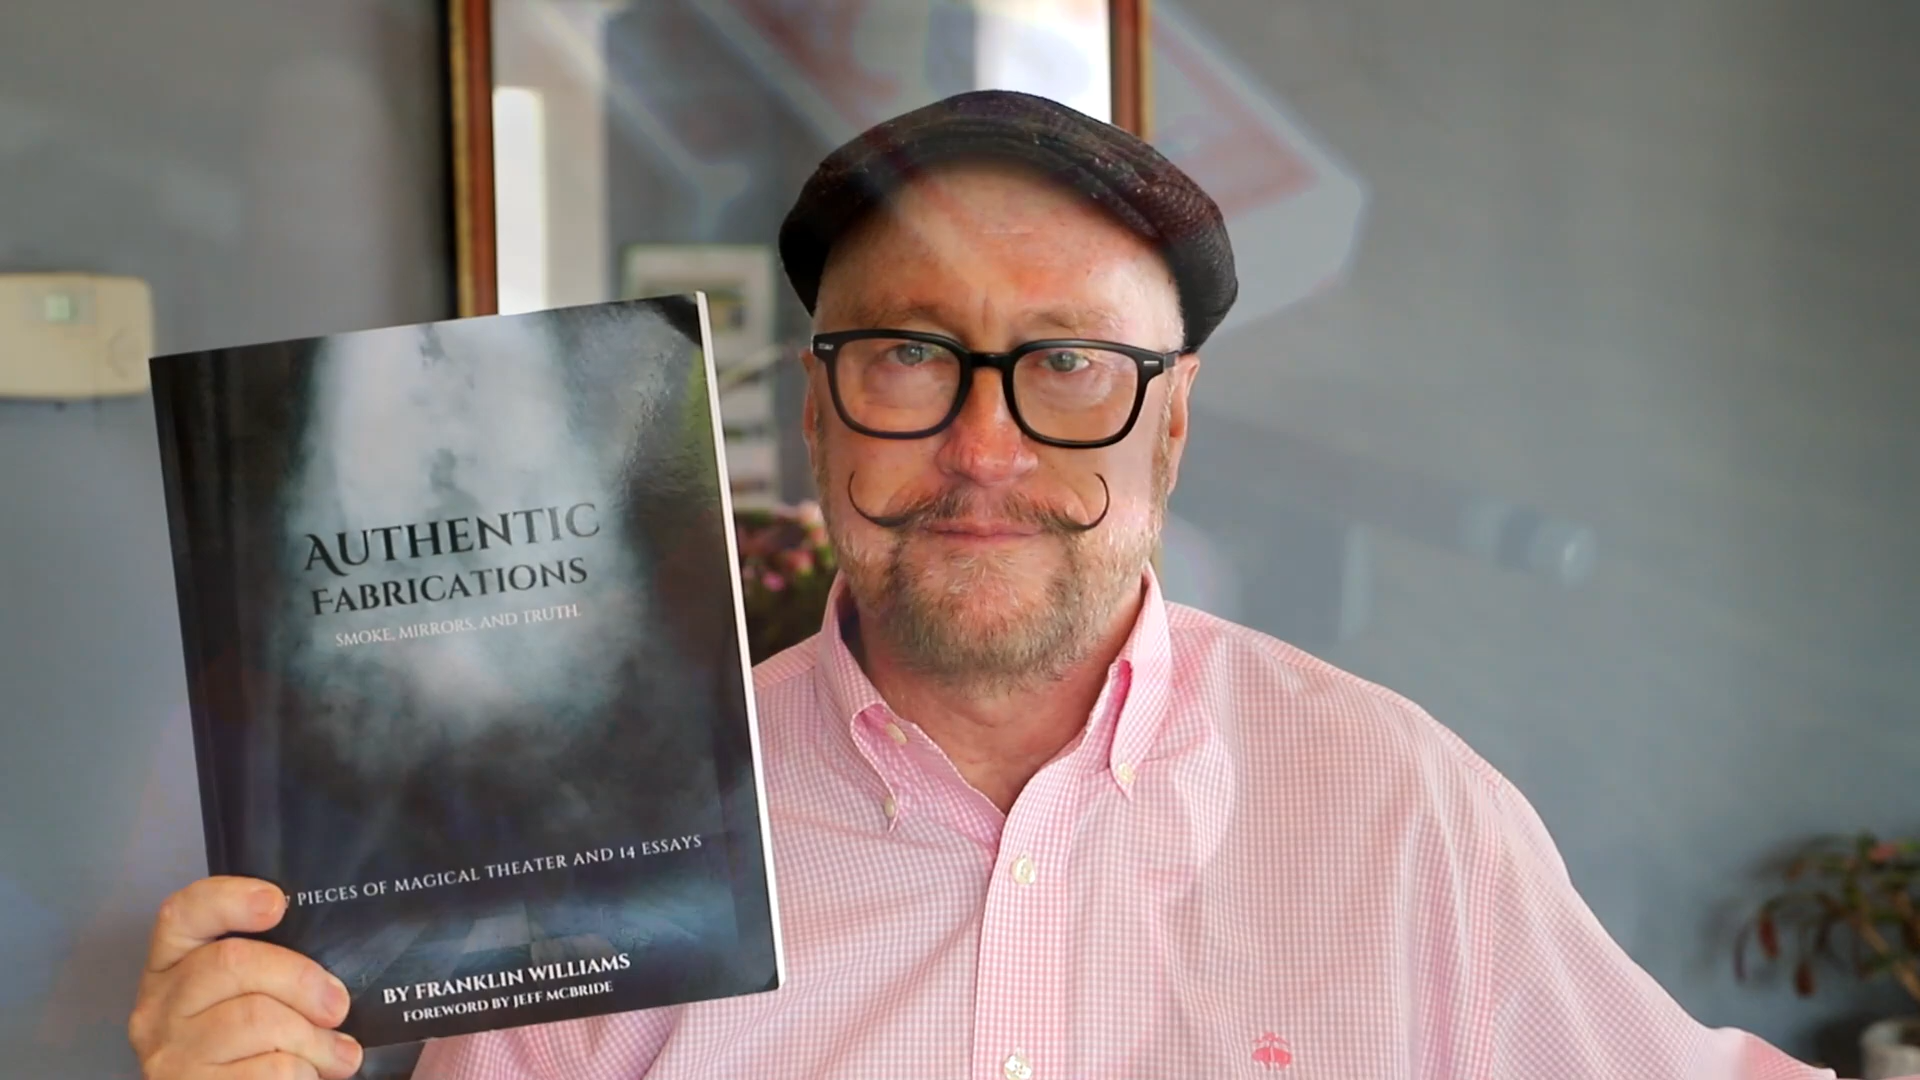 AUTHENTIC
FABRICATIONS
SMOKE, MIRRORS, AND TRUTH.
PIECES OF MAGICAL THEATER AND 14 ESSAYS
BY FRANKLIN WILLIAMS
FOREWORD BY JEFF MCBRIDE